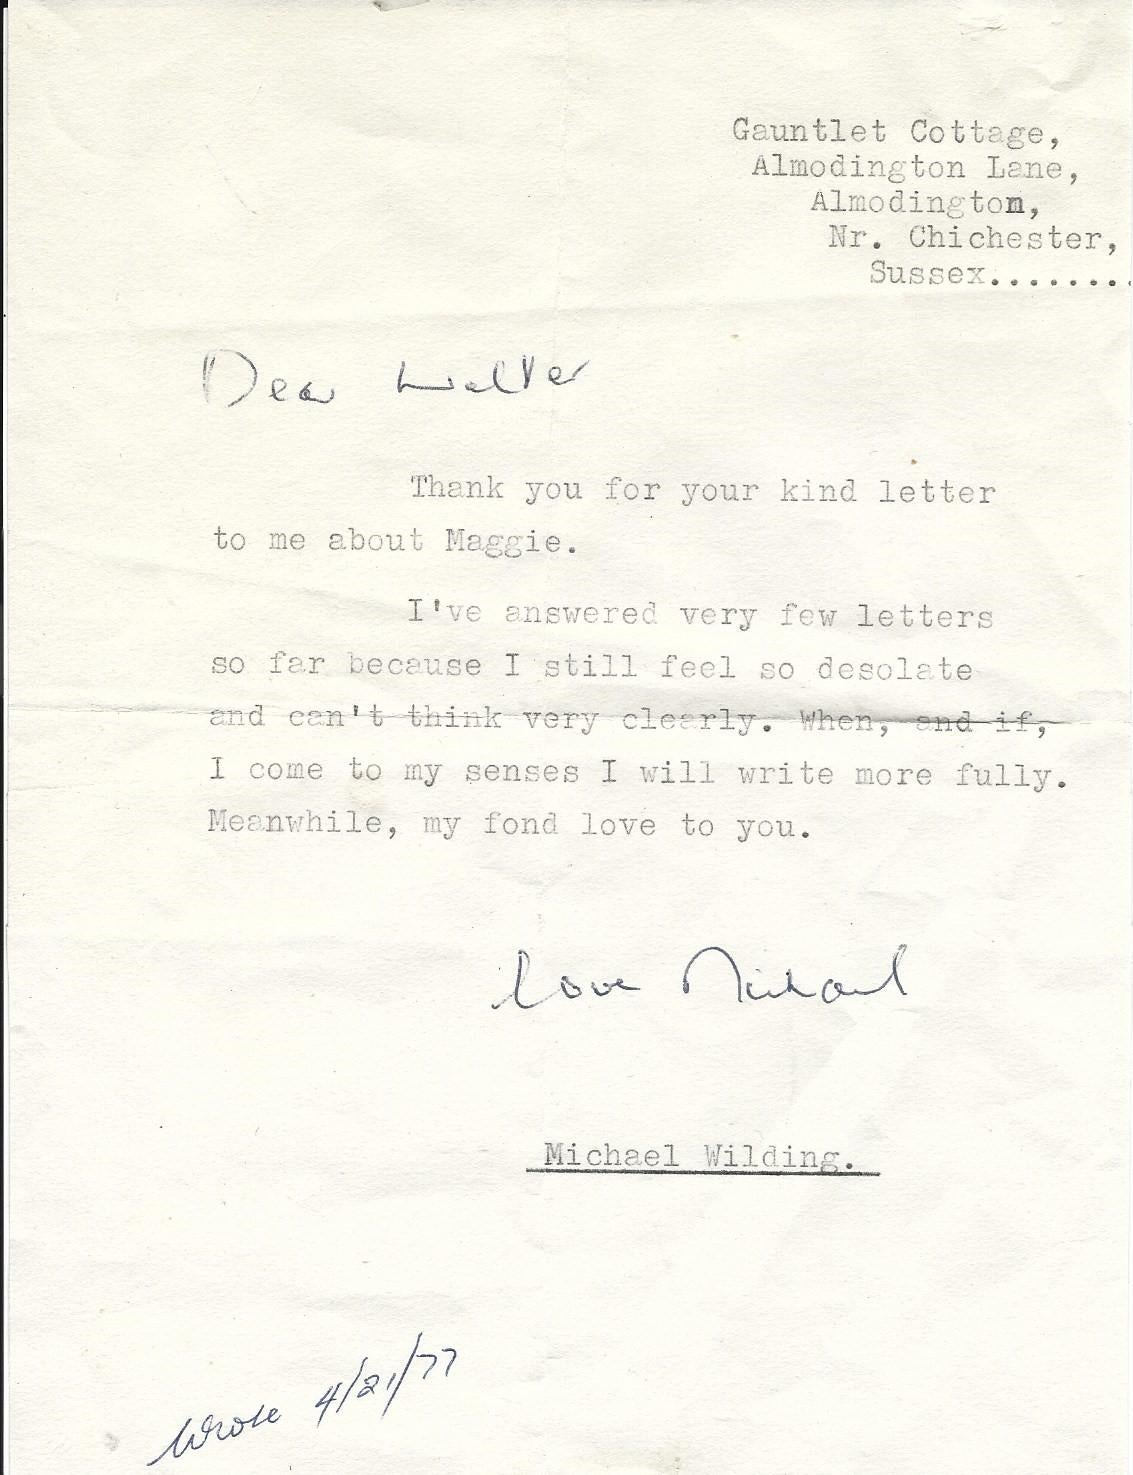 Gauntlet Cottage,
Almodington Lane,
Almodington,
Nr. Chichester,
Sussex........
Dear Walter
Thank you for your kind letter
to me about Maggie.
I've answered very few letters
so far because I still feel so desolate
and can't think very clearly. When, and if,
I come to my senses I will write more fully.
Meanwhile, my fond love to you.
Love Michael
Michael Wilding.
Wrote 4/21/77